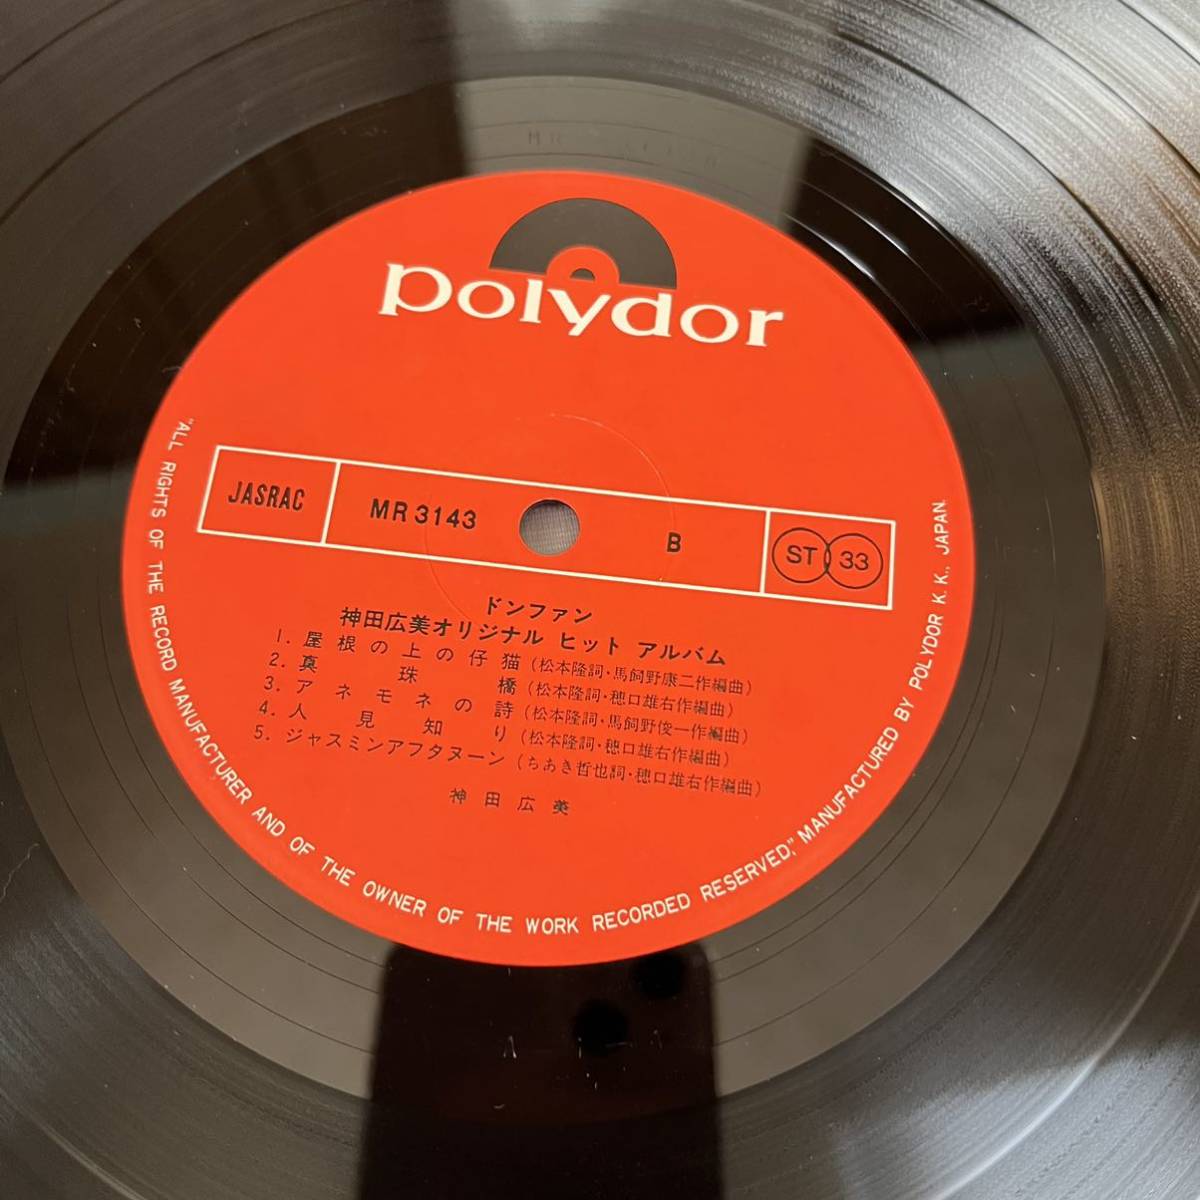 polydor
JASRAC
MR 3143
B
ST 33
ドンファン
神田広美オリジナル ヒット アルバム
1. 屋根の上の仔猫 (松本隆詞・馬飼野康二作編曲)
2. 真珠橋 (松本隆詞・穂口雄右作編曲)
3. アネモネの詩 (松本隆詞・馬飼野俊一作編曲)
4. 人見知り (松本隆詞・穂口雄右作編曲)
5. ジャスミンアフタヌーン (ちあき哲也詞・穂口雄右作編曲)
神田広美
"ALL RIGHTS OF THE RECORD MANUFACTURER AND OF THE OWNER OF THE WORK RECORDED RESERVED," MANUFACTURED BY POLYDOR K. K., JAPAN.